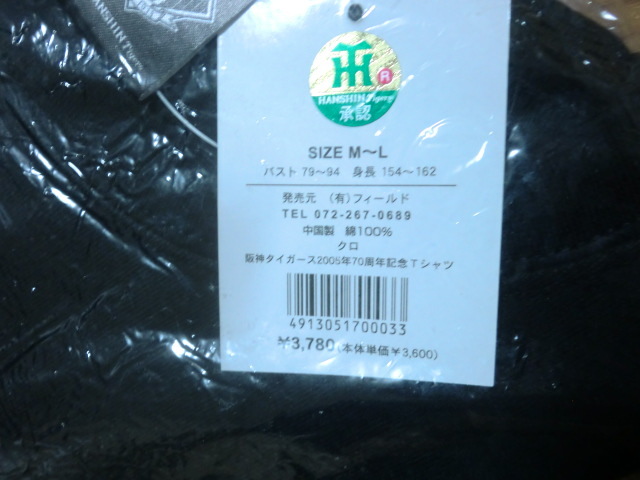 HANSHIN
TH
R
HANSHIN Tigers
承認
SIZE M〜L
バスト 79〜94 身長 154〜162
発売元 (有)フィールド
TEL 072-267-0689
中国製 綿100%
クロ
阪神タイガース2005年70周年記念Tシャツ
4913051700033
¥3,780(本体単価¥3,600)